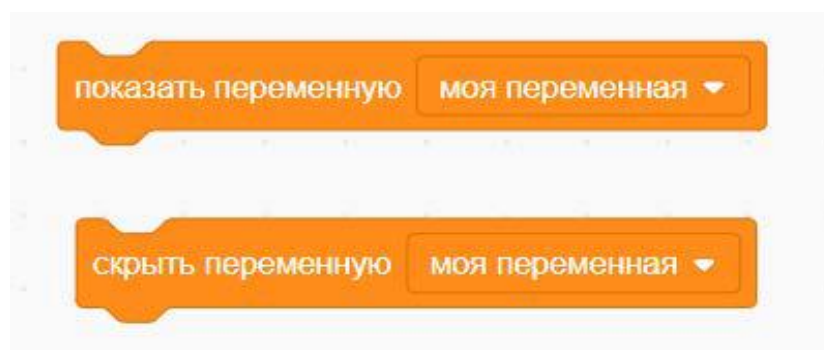 показать переменную моя переменная
скрыть переменную моя переменная